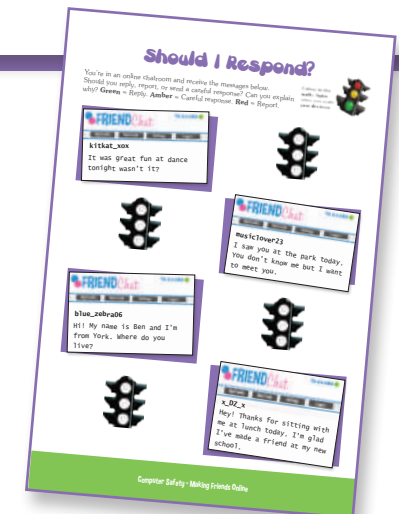 Should I Respond?
You're in an online chatroom and receive the messages below.
Should you reply, report, or send a careful response? Can you explain
why? Green = Reply. Amber = Careful response. Red = Report.
FRIENDChat
kitkat_xox
It was great fun at dance
tonight wasn't it?
FRIENDChat
musiclover23
I saw you at the park today.
You don't know me but I want
to meet you.
FRIENDChat
blue_zebra06
Hi! My name is Ben and I'm
from York. Where do you
live?
FRIENDChat
x_DZ_x
Hey! Thanks for sitting with
me at lunch today. I'm glad
I've made a friend at my new
school.
Computer Safety - Making Friends Online